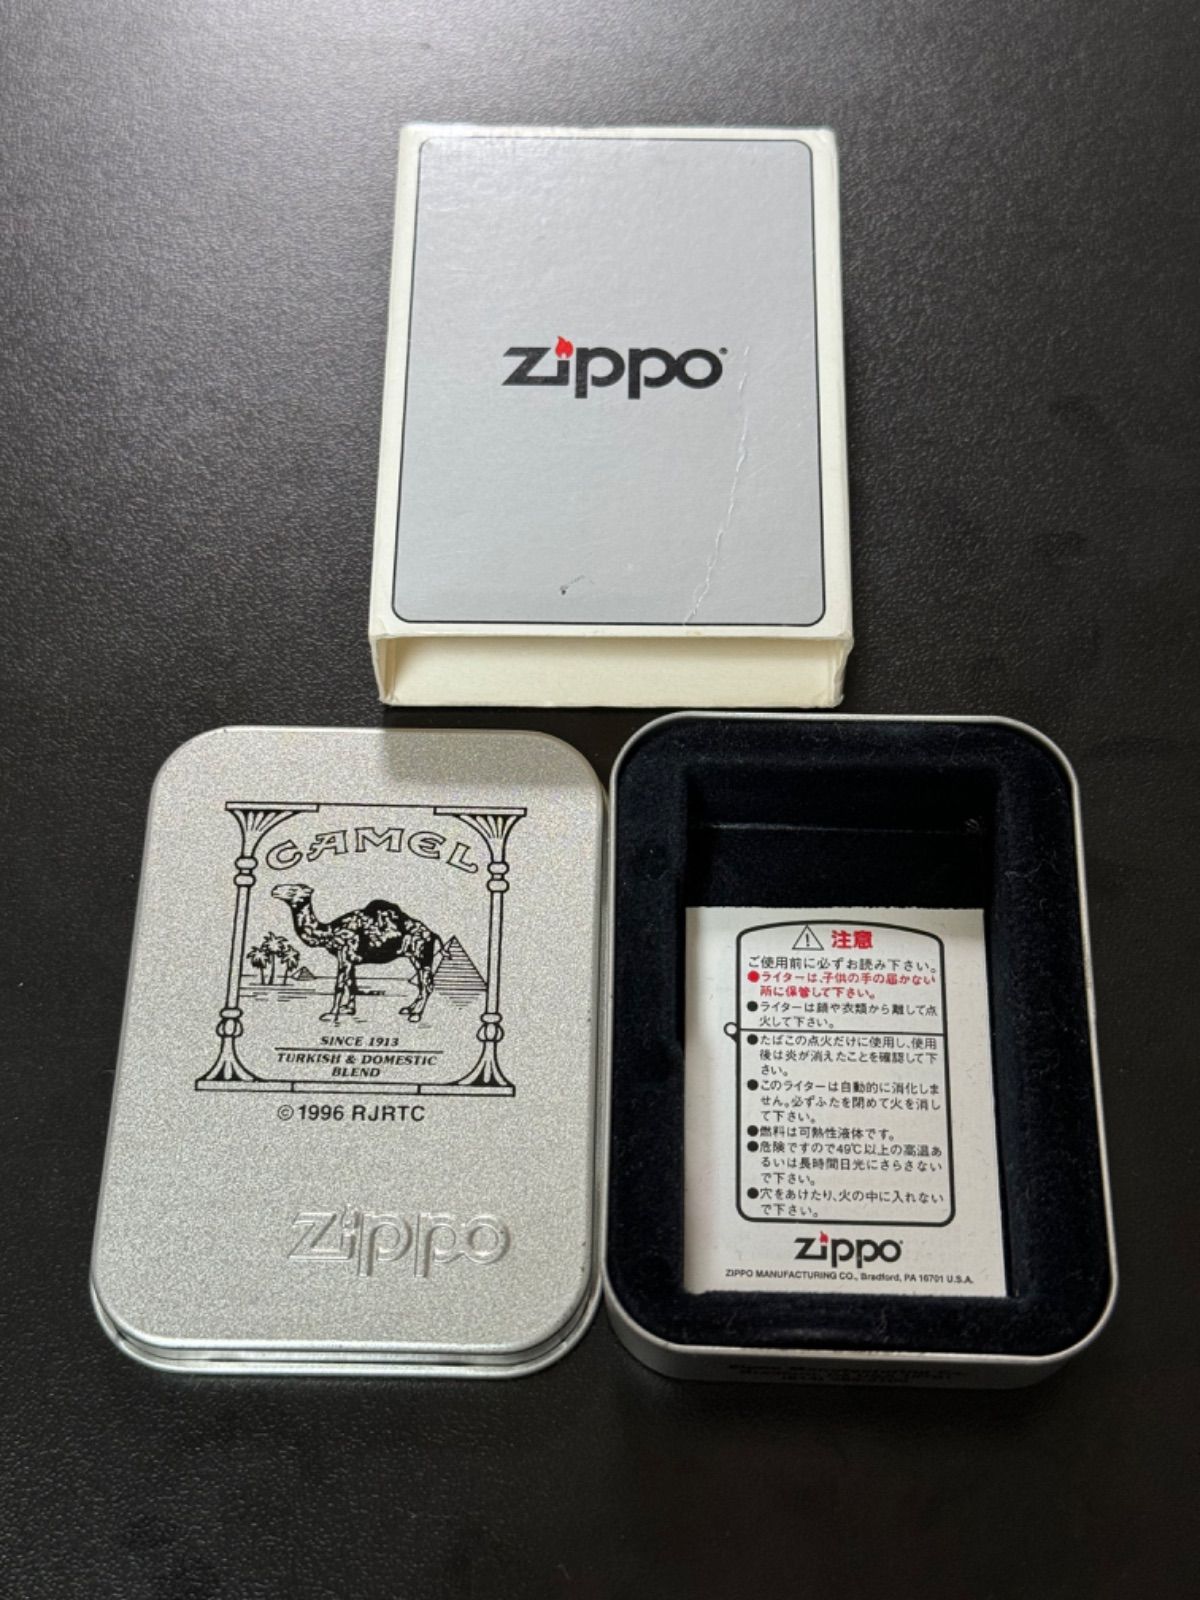 zippo®
CAMEL
SINCE 1913
TURKISH & DOMESTIC
BLEND
©1996 RJRTC
zippo
注意
ご使用前に必ずお読み下さい。
●ライターは、子供の手の届かない
所に保管して下さい。
●ライターは顔や衣類から離して点
火して下さい。
●たばこの点火だけに使用し、使用
後は炎が消えたことを確認して下
さい。
●このライターは自動的に消化しま
せん。必ずふたを閉めて火を消し
て下さい。
●燃料は可熱性液体です。
●危険ですので49℃以上の高温あ
るいは長時間日光にさらさない
で下さい。
●穴をあけたり、火の中に入れない
で下さい。
zippo®
ZIPPO MANUFACTURING CO., Bradford, PA 16701 U.S.A.